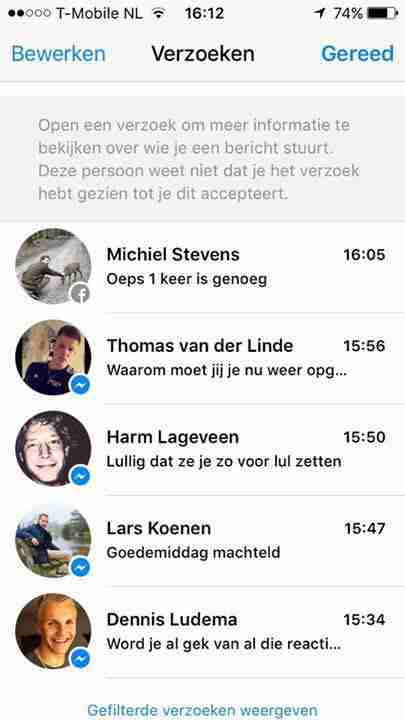 T-Mobile NL 16:12 74%
Bewerken Verzoeken Gereed
Open een verzoek om meer informatie te
bekijken over wie je een bericht stuurt.
Deze persoon weet niet dat je het verzoek
hebt gezien tot je dit accepteert.
Michiel Stevens 16:05
Oeps 1 keer is genoeg
Thomas van der Linde 15:56
Waarom moet jij je nu weer opg...
Harm Lageveen 15:50
Lullig dat ze je zo voor lul zetten
Lars Koenen 15:47
Goedemiddag machteld
Dennis Ludema 15:34
Word je al gek van al die reacti...
Gefilterde verzoeken weergeven